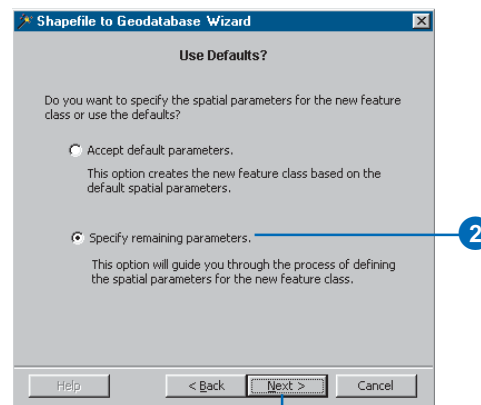 Shapefile to Geodatabase Wizard
Use Defaults?
Do you want to specify the spatial parameters for the new feature
class or use the defaults?
Accept default parameters.
This option creates the new feature class based on the
default spatial parameters.
Specify remaining parameters.
2
This option will guide you through the process of defining
the spatial parameters for the new feature class.
Help
< Back
Next >
Cancel